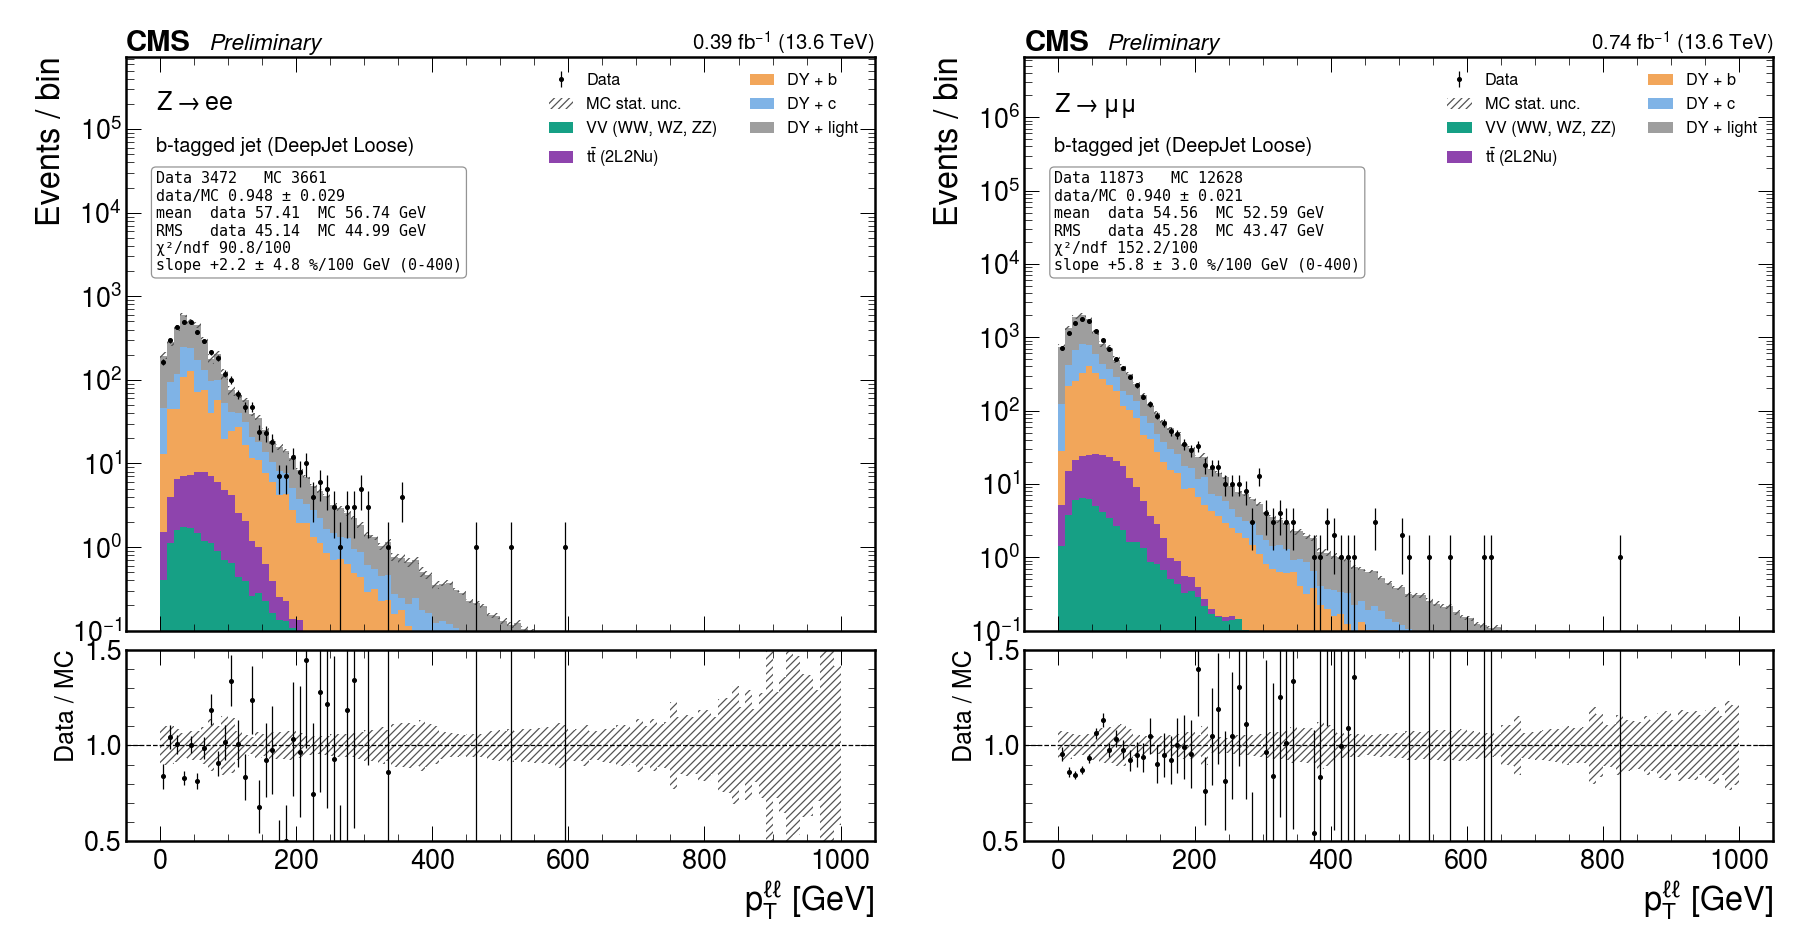 CMS Preliminary 0.39 fb⁻¹ (13.6 TeV)
Events / bin
Z → ee
b-tagged jet (DeepJet Loose)
Data 3472   MC 3661
data/MC 0.948 ± 0.029
mean  data 57.41  MC 56.74 GeV
RMS   data 45.14  MC 44.99 GeV
χ²/ndf 90.8/100
slope +2.2 ± 4.8 %/100 GeV (0-400)
Data
MC stat. unc.
VV (WW, WZ, ZZ)
tt̄ (2L2Nu)
DY + b
DY + c
DY + light
10⁵
10⁴
10³
10²
10¹
10⁰
10⁻¹
Data / MC
1.5
1.0
0.5
0 200 400 600 800 1000
p_T^ℓℓ [GeV]
CMS Preliminary 0.74 fb⁻¹ (13.6 TeV)
Events / bin
Z → μμ
b-tagged jet (DeepJet Loose)
Data 11873   MC 12628
data/MC 0.940 ± 0.021
mean  data 54.56  MC 52.59 GeV
RMS   data 45.28  MC 43.47 GeV
χ²/ndf 152.2/100
slope +5.8 ± 3.0 %/100 GeV (0-400)
Data
MC stat. unc.
VV (WW, WZ, ZZ)
tt̄ (2L2Nu)
DY + b
DY + c
DY + light
10⁶
10⁵
10⁴
10³
10²
10¹
10⁰
10⁻¹
Data / MC
1.5
1.0
0.5
0 200 400 600 800 1000
p_T^ℓℓ [GeV]